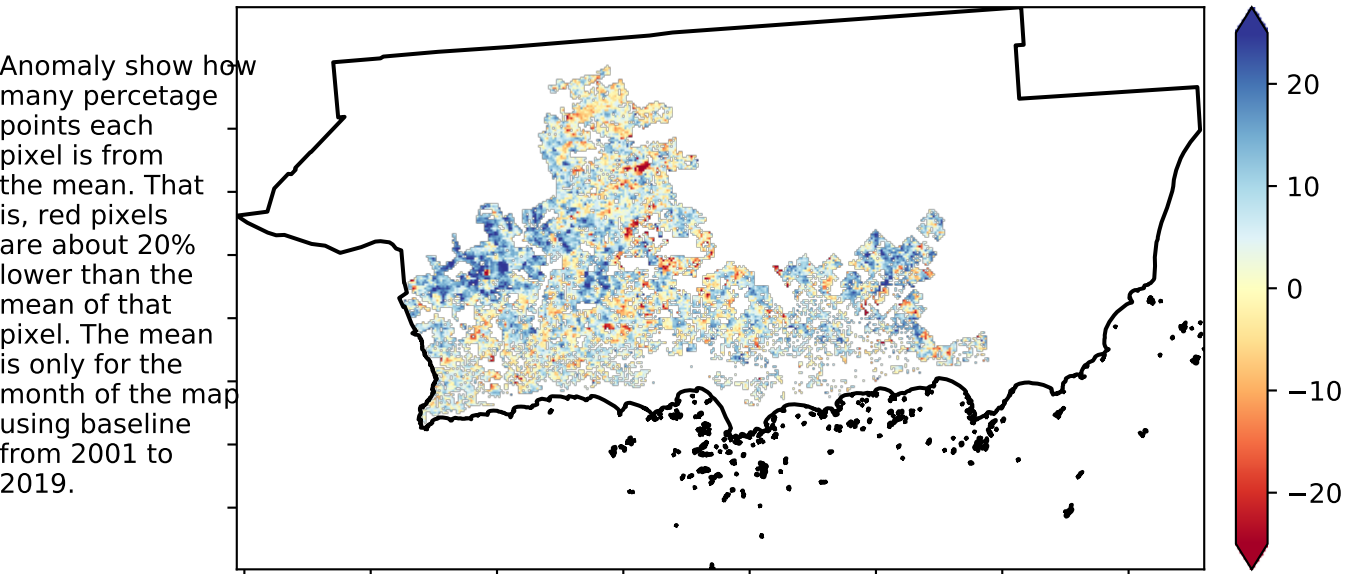 Anomaly show how
many percetage
points each
pixel is from
the mean. That
is, red pixels
are about 20%
lower than the
mean of that
pixel. The mean
is only for the
month of the map
using baseline
from 2001 to
2019.
20
10
0
−10
−20